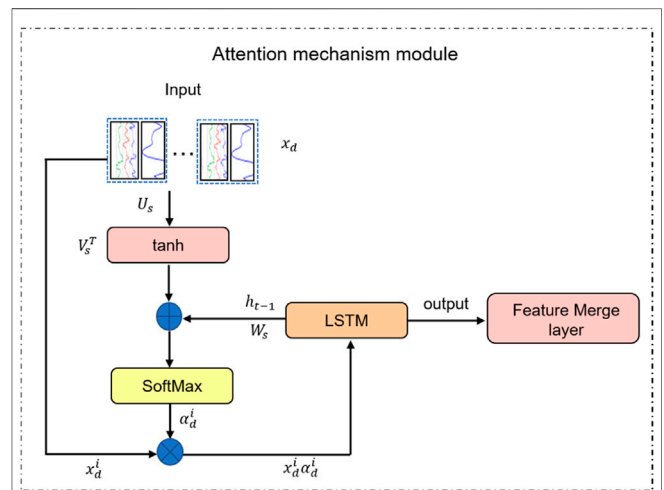 Attention mechanism module
Input
...
x_d
U_s
V_s^T
tanh
h_{t-1}
W_s
LSTM
output
Feature Merge
layer
SoftMax
α_d^i
x_d^i
x_d^i α_d^i